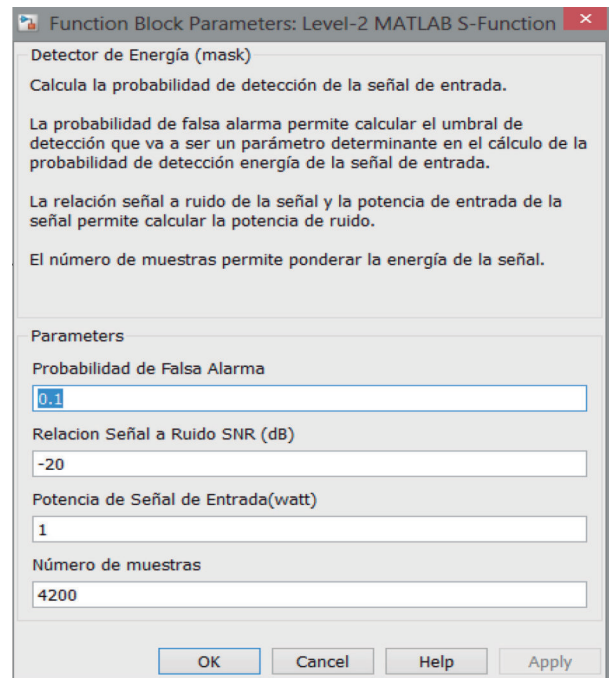 Function Block Parameters: Level-2 MATLAB S-Function
Detector de Energía (mask)
Calcula la probabilidad de detección de la señal de entrada.
La probabilidad de falsa alarma permite calcular el umbral de
detección que va a ser un parámetro determinante en el cálculo de la
probabilidad de detección energía de la señal de entrada.
La relación señal a ruido de la señal y la potencia de entrada de la
señal permite calcular la potencia de ruido.
El número de muestras permite ponderar la energía de la señal.
Parameters
Probabilidad de Falsa Alarma
0.1
Relacion Señal a Ruido SNR (dB)
-20
Potencia de Señal de Entrada(watt)
1
Número de muestras
4200
OK Cancel Help Apply